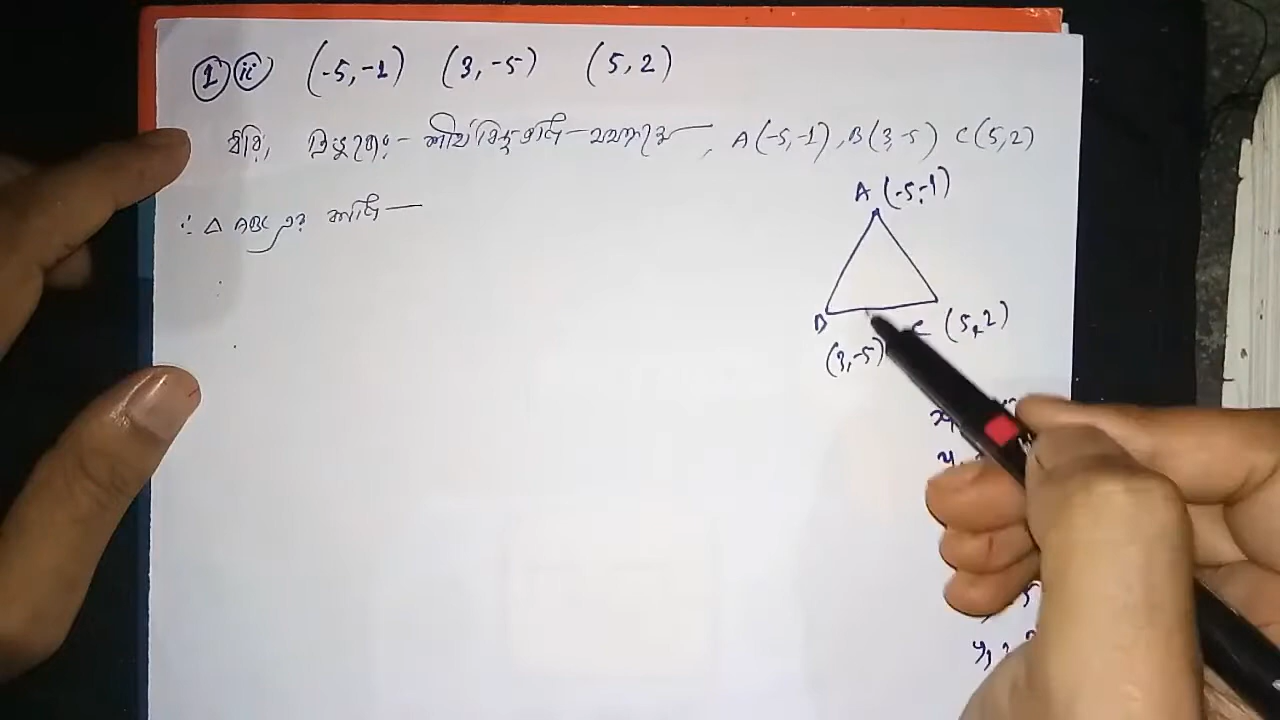 1 ii (-5,-1) (3,-5) (5,2)
ধরি, ত্রিভুজের শীর্ষবিন্দুগুলি যথাক্রমে, A(-5,-1), B(3,-5) C(5,2)
∴ Δ ABC এর
A (-5,-1)
B C (5,2)
(3,-5)